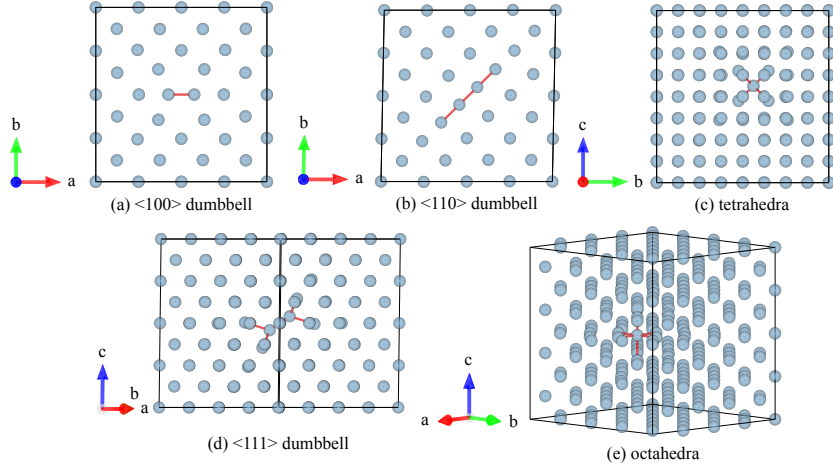 b
a
(a) <100> dumbbell
b
a
(b) <110> dumbbell
c
b
(c) tetrahedra
c
a
b
(d) <111> dumbbell
c
a
b
(e) octahedra